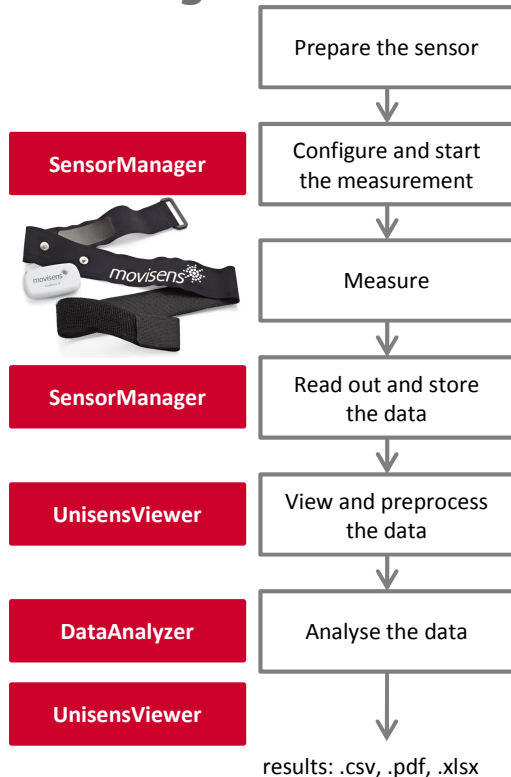 Prepare the sensor
SensorManager
Configure and start
the measurement
movisens
movisens
Measure
SensorManager
Read out and store
the data
UnisensViewer
View and preprocess
the data
DataAnalyzer
Analyse the data
UnisensViewer
results: .csv, .pdf, .xlsx